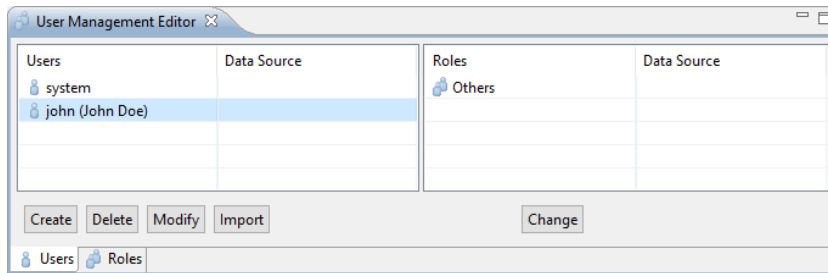 User Management Editor
Users Data Source Roles Data Source
system Others
john (John Doe)
Create Delete Modify Import Change
Users Roles